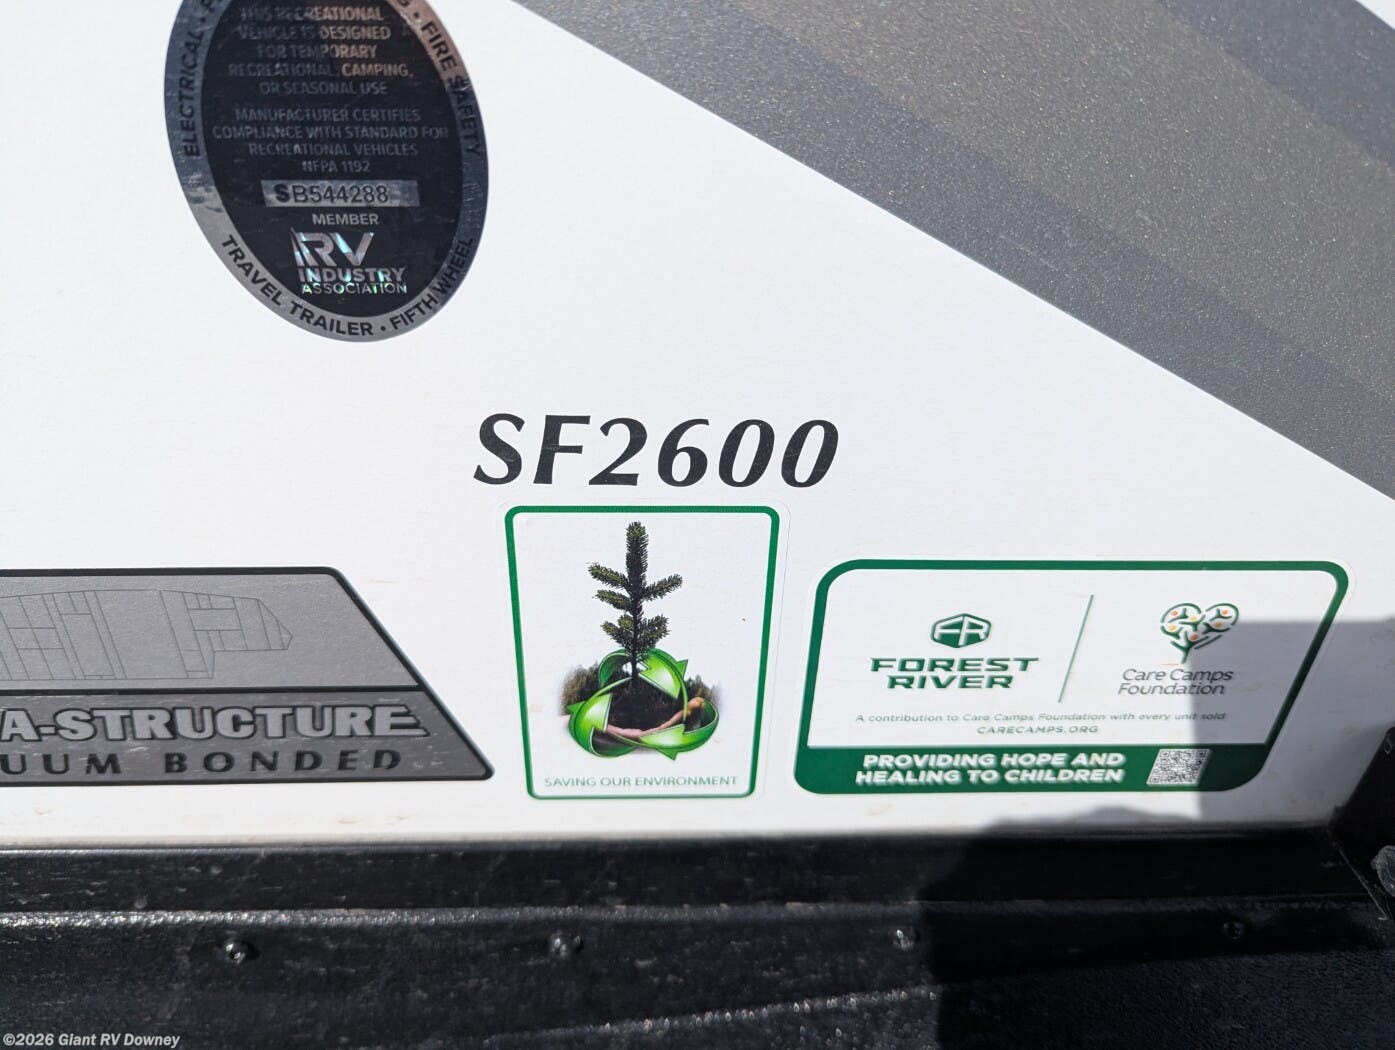 ELECTRICAL
FIRE SAFETY
THIS RECREATIONAL
VEHICLE IS DESIGNED
FOR TEMPORARY
RECREATIONAL, CAMPING,
OR SEASONAL USE
MANUFACTURER CERTIFIES
COMPLIANCE WITH STANDARD FOR
RECREATIONAL VEHICLES
NFPA 1192
SB544288
MEMBER
RV
INDUSTRY
ASSOCIATION
TRAVEL TRAILER • FIFTH WHEEL
SF2600
A-STRUCTURE
UUM BONDED
SAVING OUR ENVIRONMENT
FR
FOREST
RIVER
Care Camps
Foundation
A contribution to Care Camps Foundation with every unit sold.
CARECAMPS.ORG
PROVIDING HOPE AND
HEALING TO CHILDREN
©2026 Giant RV Downey